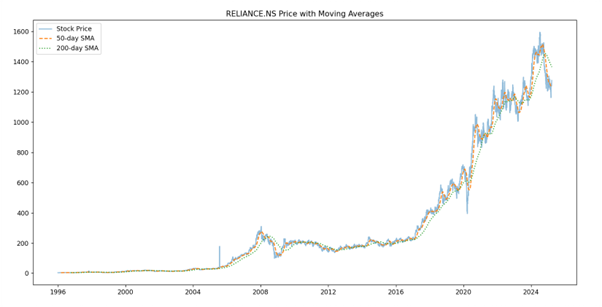 RELIANCE.NS Price with Moving Averages
Stock Price
50-day SMA
200-day SMA
1600
1400
1200
1000
800
600
400
200
0
1996 2000 2004 2008 2012 2016 2020 2024